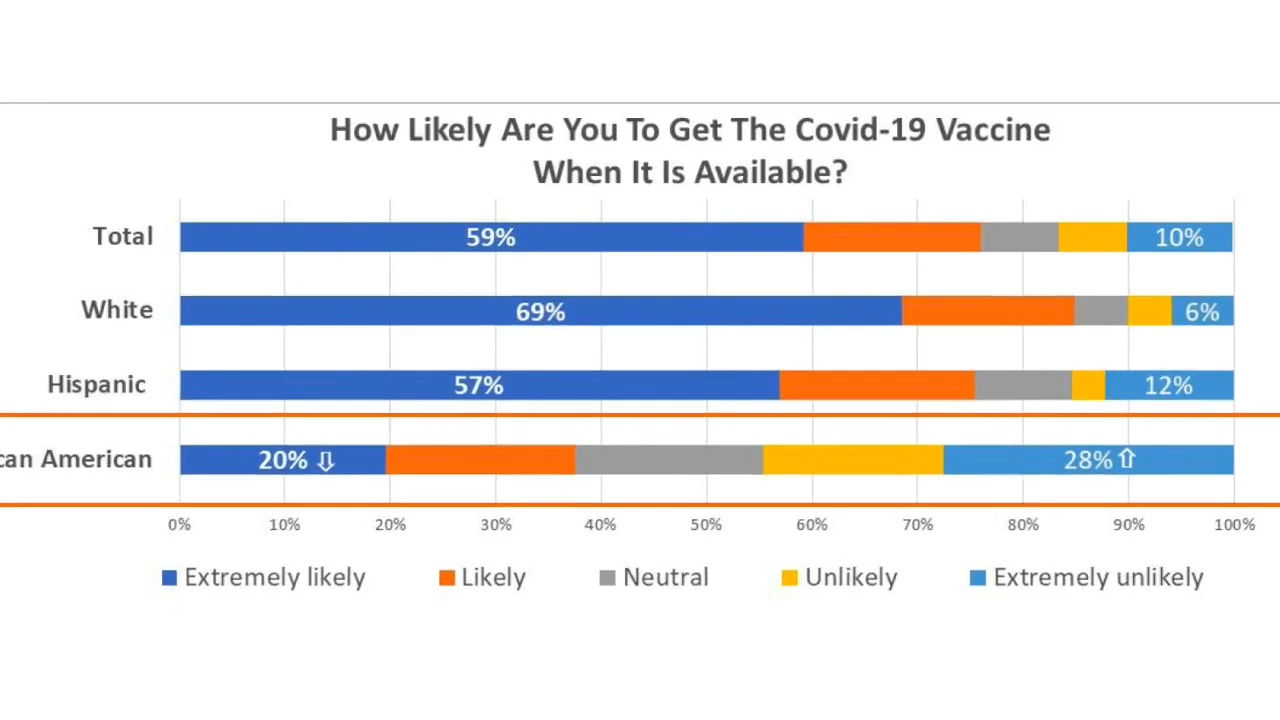 How Likely Are You To Get The Covid-19 Vaccine
When It Is Available?
Total 59% 10%
White 69% 6%
Hispanic 57% 12%
can American 20% ⇩ 28% ⇧
0% 10% 20% 30% 40% 50% 60% 70% 80% 90% 100%
Extremely likely Likely Neutral Unlikely Extremely unlikely